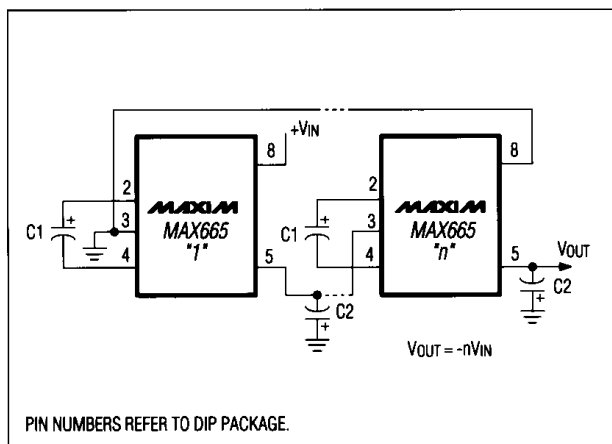 +VIN
8
8
2
MAXIM
MAX665
"1"
C1
+
3
4
5
2
MAXIM
MAX665
"n"
C1
+
3
4
5
VOUT
C2
+
C2
+
VOUT = -nVIN
PIN NUMBERS REFER TO DIP PACKAGE.